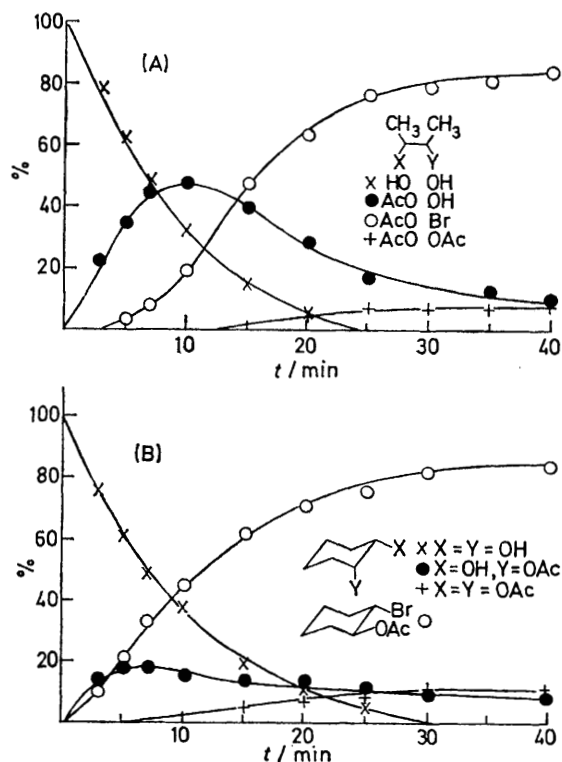 100
80
60
40
20
%
(A)
CH₃ CH₃
X Y
× HO OH
● AcO OH
○ AcO Br
+ AcO OAc
10 20 30 40
t / min
100
80
60
40
20
%
(B)
X
Y
× X = Y = OH
● X=OH, Y=OAc
+ X=Y=OAc
Br
OAc ○
10 20 30 40
t / min